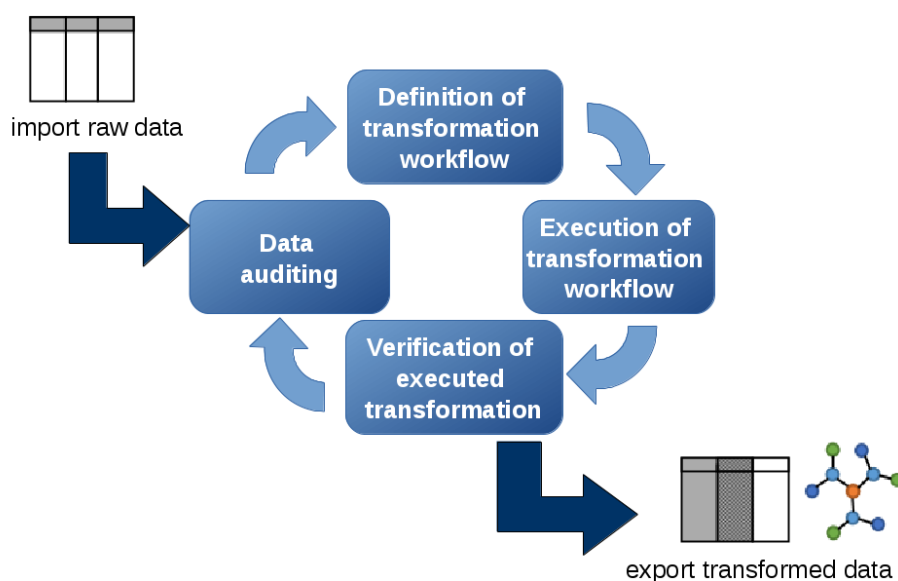 import raw data
Definition of
transformation
workflow
Data
auditing
Execution of
transformation
workflow
Verification of
executed
transformation
export transformed data